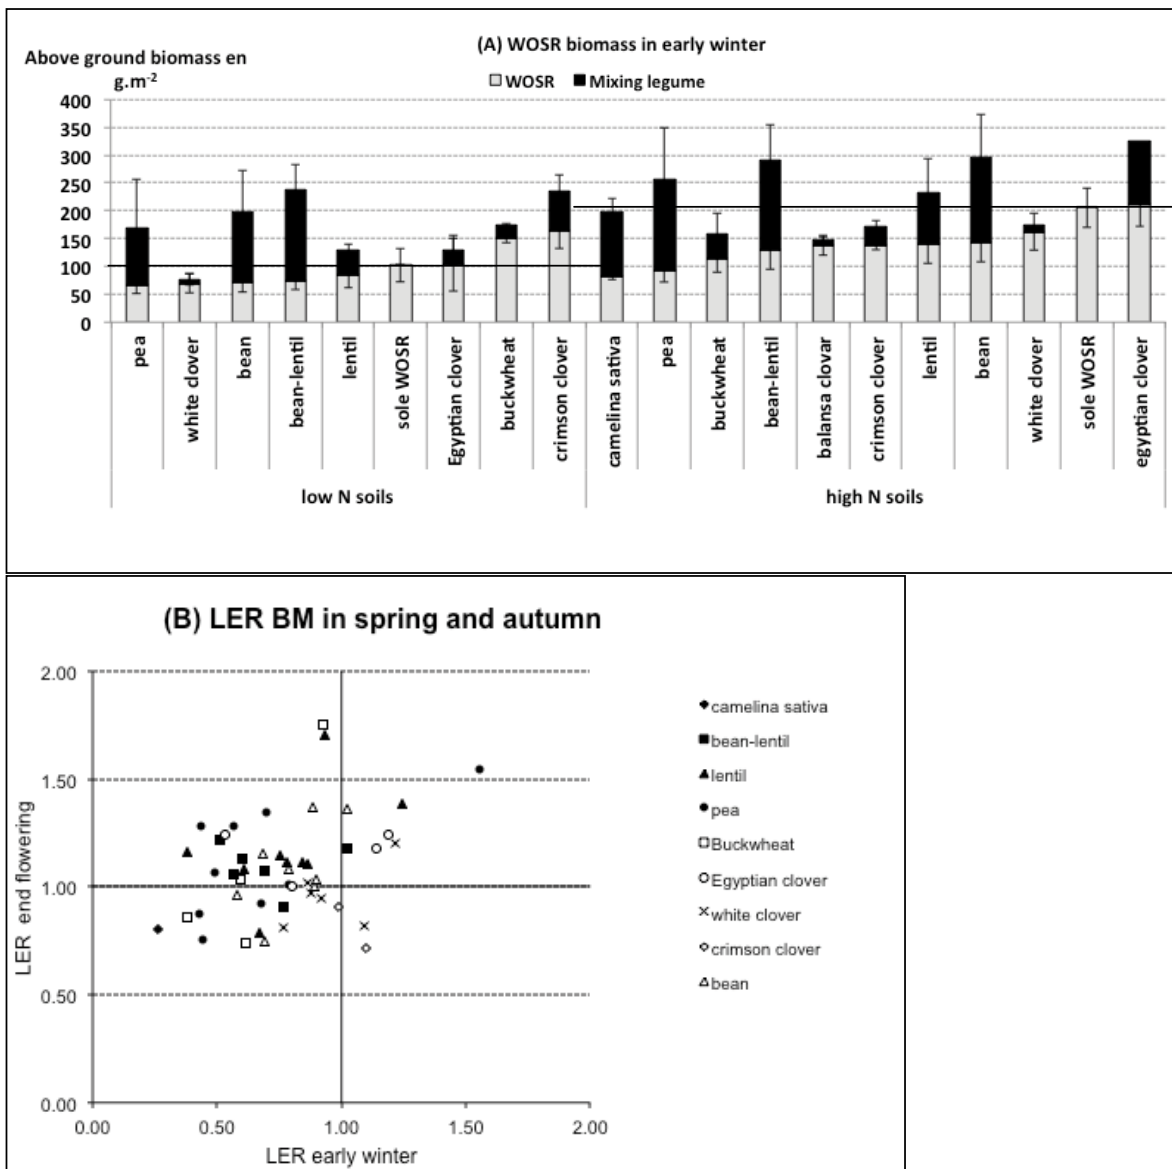 (A) WOSR biomass in early winter
Above ground biomass en
g.m-2
WOSR Mixing legume
400
350
300
250
200
150
100
50
0
pea
white clover
bean
bean-lentil
lentil
sole WOSR
Egyptian clover
buckwheat
crimson clover
camelina sativa
pea
buckwheat
bean-lentil
balansa clovar
crimson clover
lentil
bean
white clover
sole WOSR
egyptian clover
low N soils
high N soils
(B) LER BM in spring and autumn
LER end flowering
2.00
1.50
1.00
0.50
0.00
0.00 0.50 1.00 1.50 2.00
LER early winter
camelina sativa
bean-lentil
lentil
pea
Buckwheat
Egyptian clover
white clover
crimson clover
bean